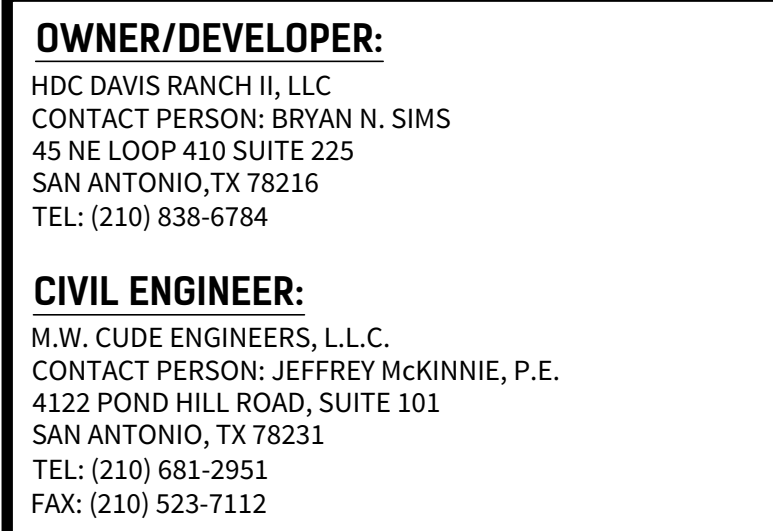 OWNER/DEVELOPER:
HDC DAVIS RANCH II, LLC
CONTACT PERSON: BRYAN N. SIMS
45 NE LOOP 410 SUITE 225
SAN ANTONIO,TX 78216
TEL: (210) 838-6784
CIVIL ENGINEER:
M.W. CUDE ENGINEERS, L.L.C.
CONTACT PERSON: JEFFREY McKINNIE, P.E.
4122 POND HILL ROAD, SUITE 101
SAN ANTONIO, TX 78231
TEL: (210) 681-2951
FAX: (210) 523-7112